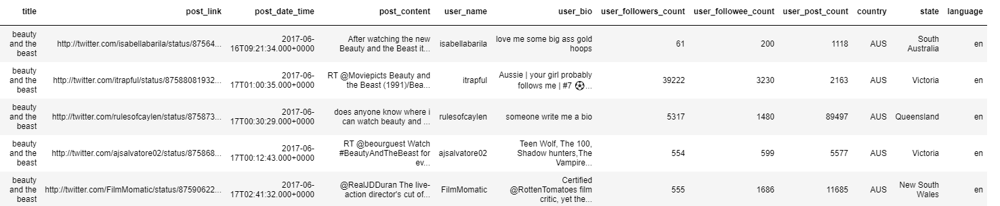 title post_link post_date_time post_content user_name user_bio user_followers_count user_followee_count user_post_count country state language
beauty and the beast http://twitter.com/isabellabarila/status/87564... 2017-06-16T09:21:34.000+0000 After watching the new Beauty and the Beast it... isabellabarila love me some big ass gold hoops 61 200 1118 AUS South Australia en
beauty and the beast http://twitter.com/itrapful/status/87588081932... 2017-06-17T01:00:35.000+0000 RT @Moviepicts Beauty and the Beast (1991)/Bea... itrapful Aussie | your girl probably follows me | #7 ⚽... 39222 3230 2163 AUS Victoria en
beauty and the beast http://twitter.com/rulesofcaylen/status/875873... 2017-06-17T00:30:29.000+0000 does anyone know where i can watch beauty and ... rulesofcaylen someone write me a bio 5317 1480 89497 AUS Queensland en
beauty and the beast http://twitter.com/ajsalvatore02/status/875868... 2017-06-17T00:12:43.000+0000 RT @beourguest Watch #BeautyAndTheBeast for ev... ajsalvatore02 Teen Wolf, The 100, Shadow hunters,The Vampire... 554 599 5577 AUS Victoria en
beauty and the beast http://twitter.com/FilmMomatic/status/87590622... 2017-06-17T02:41:32.000+0000 @RealJDDuran The live-action director's cut of... FilmMomatic Certified @RottenTomatoes film critic, yet the... 555 1686 11685 AUS New South Wales en